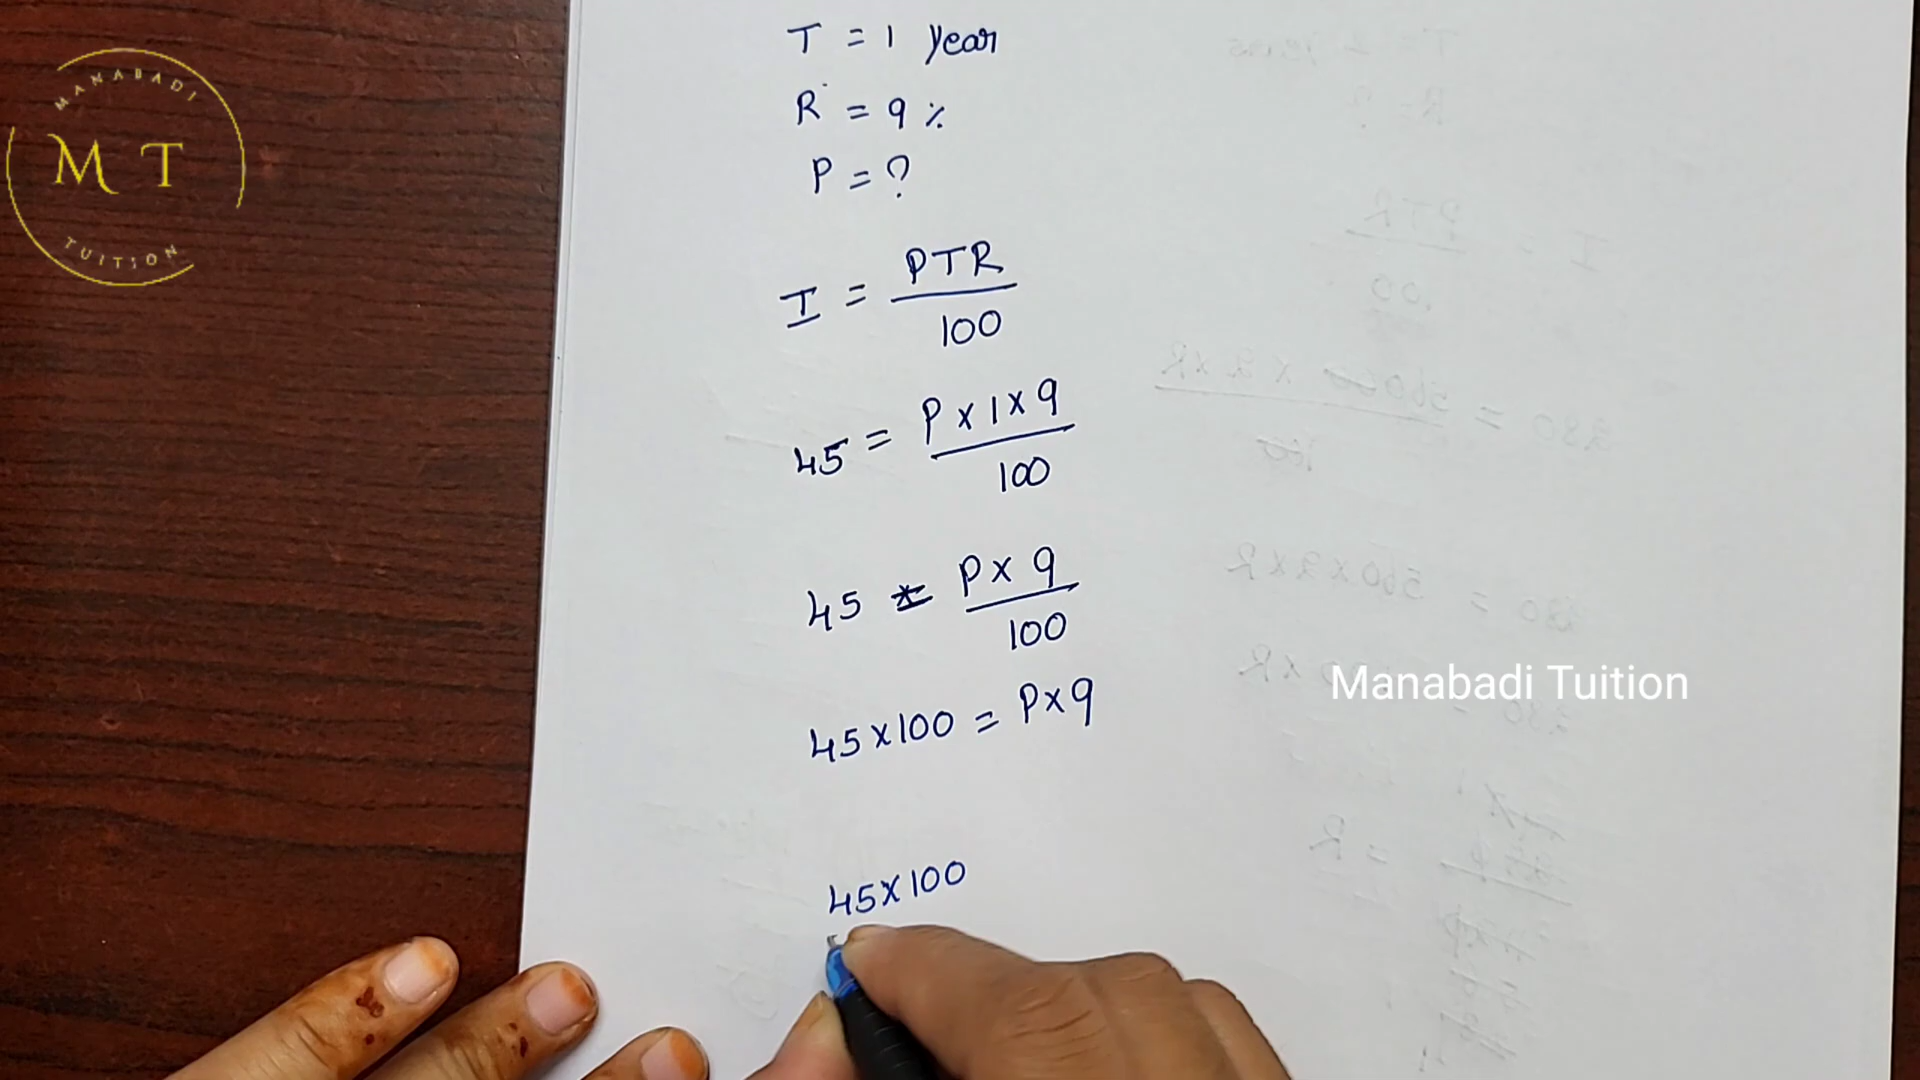 MANABADI
M T
TUITION
T = 1 year
R = 9 %
P = ?
I = PTR
100
45 = P x 1 x 9
100
45 = P x 9
100
45 x 100 = P x 9
Manabadi Tuition
45 x 100